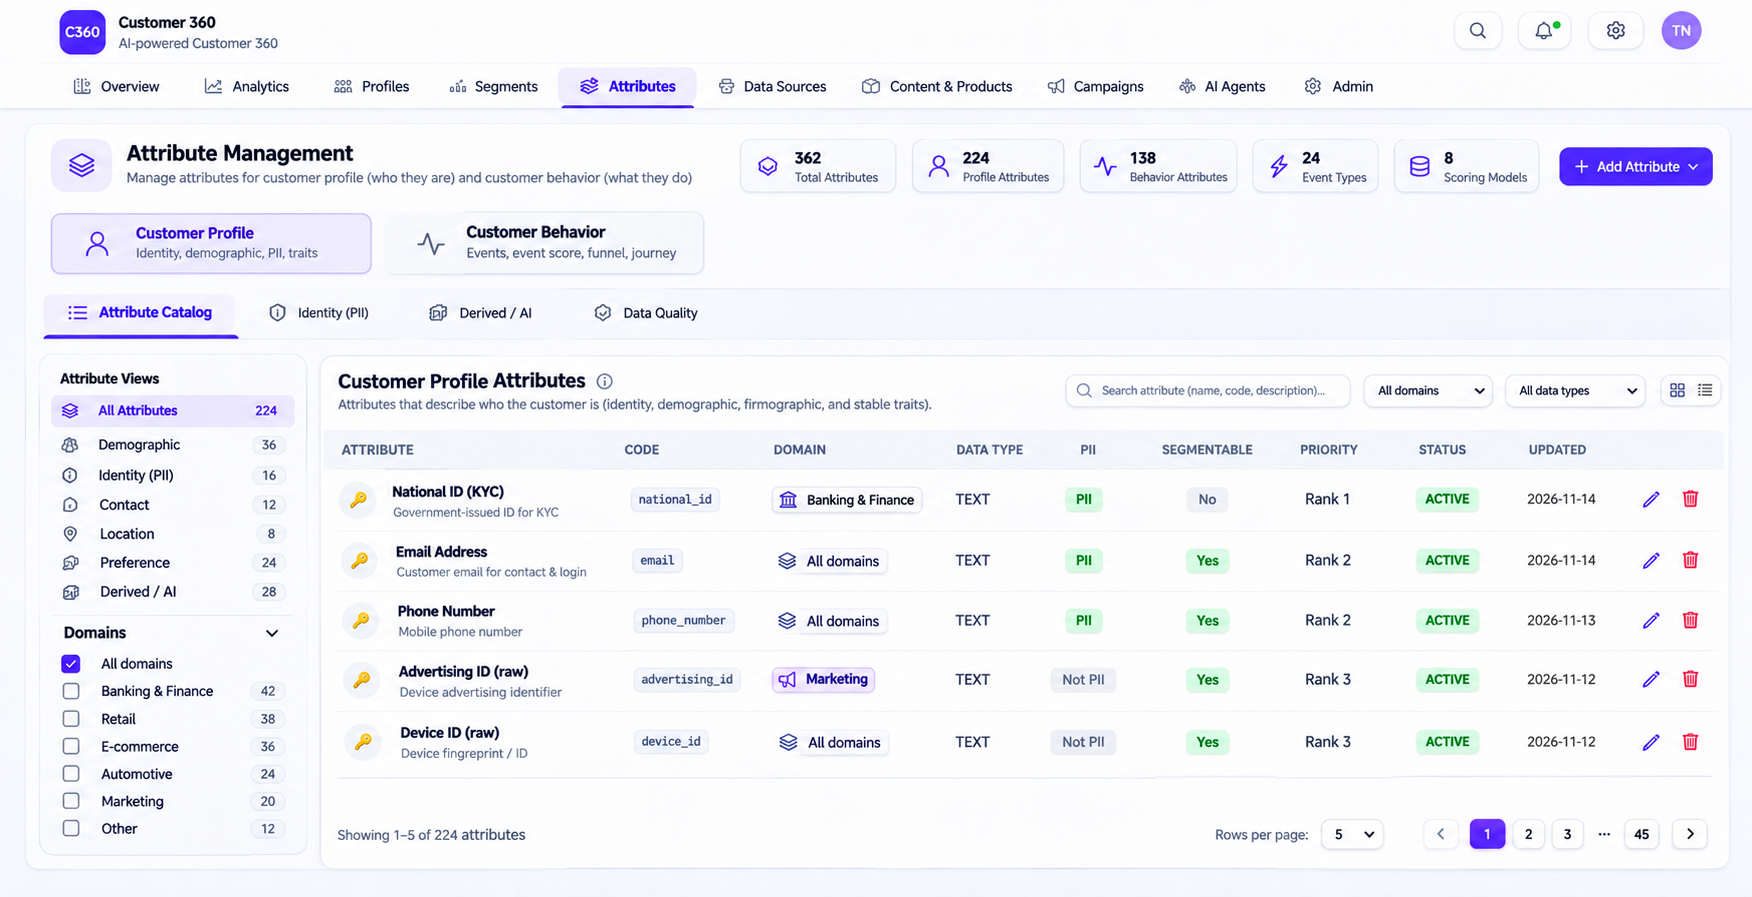 C360
Customer 360
AI-powered Customer 360
TN
Overview
Analytics
Profiles
Segments
Attributes
Data Sources
Content & Products
Campaigns
AI Agents
Admin
Attribute Management
Manage attributes for customer profile (who they are) and customer behavior (what they do)
362
Total Attributes
224
Profile Attributes
138
Behavior Attributes
24
Event Types
8
Scoring Models
+ Add Attribute
Customer Profile
Identity, demographic, PII, traits
Customer Behavior
Events, event score, funnel, journey
Attribute Catalog
Identity (PII)
Derived / AI
Data Quality
Attribute Views
All Attributes 224
Demographic 36
Identity (PII) 16
Contact 12
Location 8
Preference 24
Derived / AI 28
Domains
All domains
Banking & Finance 42
Retail 38
E-commerce 36
Automotive 24
Marketing 20
Other 12
Customer Profile Attributes
Attributes that describe who the customer is (identity, demographic, firmographic, and stable traits).
Search attribute (name, code, description)...
All domains
All data types
ATTRIBUTE CODE DOMAIN DATA TYPE PII SEGMENTABLE PRIORITY STATUS UPDATED
National ID (KYC)
Government-issued ID for KYC
national_id Banking & Finance TEXT PII No Rank 1 ACTIVE 2026-11-14
Email Address
Customer email for contact & login
email All domains TEXT PII Yes Rank 2 ACTIVE 2026-11-14
Phone Number
Mobile phone number
phone_number All domains TEXT PII Yes Rank 2 ACTIVE 2026-11-13
Advertising ID (raw)
Device advertising identifier
advertising_id Marketing TEXT Not PII Yes Rank 3 ACTIVE 2026-11-12
Device ID (raw)
Device fingreprint / ID
device_id All domains TEXT Not PII Yes Rank 3 ACTIVE 2026-11-12
Showing 1–5 of 224 attributes
Rows per page: 5
1 2 3 ... 45